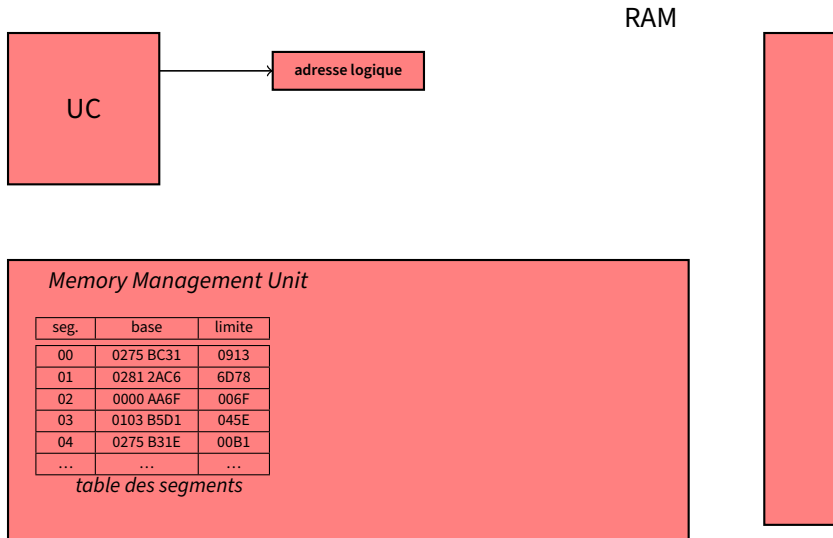 RAM
UC
adresse logique
Memory Management Unit
seg. base limite
00 0275 BC31 0913
01 0281 2AC6 6D78
02 0000 AA6F 006F
03 0103 B5D1 045E
04 0275 B31E 00B1
… … …
table des segments